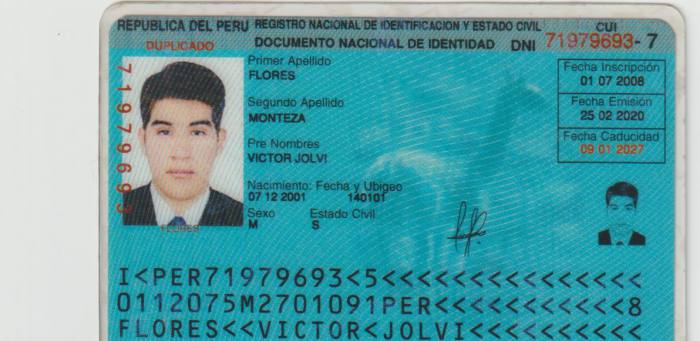 REPUBLICA DEL PERU REGISTRO NACIONAL DE IDENTIFICACION Y ESTADO CIVIL CUI
DUPLICADO DOCUMENTO NACIONAL DE IDENTIDAD DNI 71979693-7
71979693
Primer Apellido
FLORES
Segundo Apellido
MONTEZA
Pre Nombres
VICTOR JOLVI
Nacimiento: Fecha y Ubigeo
07 12 2001 140101
Sexo Estado Civil
M S
FLORES
Fecha Inscripción
01 07 2008
Fecha Emisión
25 02 2020
Fecha Caducidad
09 01 2027
I<PER71979693<5<<<<<<<<<<<<<<<
0112075M2701091PER<<<<<<<<<<<8
FLORES<<VICTOR<JOLVI<<<<<<<<<<